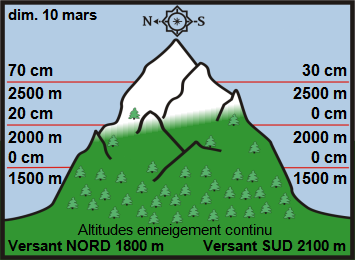 dim. 10 mars
N S
70 cm 30 cm
2500 m 2500 m
20 cm 0 cm
2000 m 2000 m
0 cm 0 cm
1500 m 1500 m
Altitudes enneigement continu
Versant NORD 1800 m Versant SUD 2100 m